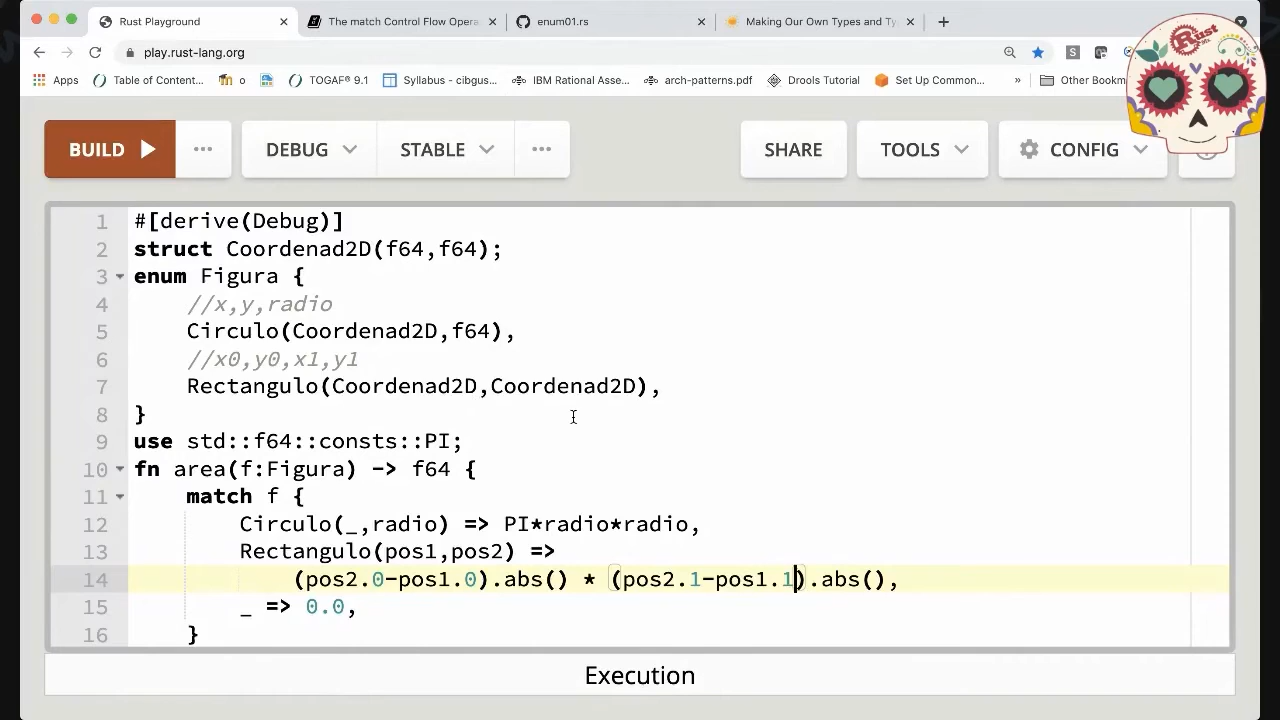 Rust Playground
The match Control Flow Opera
enum01.rs
Making Our Own Types and Ty
play.rust-lang.org
Apps
Table of Content...
o
TOGAF® 9.1
Syllabus - cibgus...
IBM Rational Asse...
arch-patterns.pdf
Drools Tutorial
Set Up Common...
»
Other Bookm
Rust
BUILD
...
DEBUG
STABLE
...
SHARE
TOOLS
CONFIG
1 #[derive(Debug)]
2 struct Coordenad2D(f64,f64);
3 enum Figura {
4 //x,y,radio
5 Circulo(Coordenad2D,f64),
6 //x0,y0,x1,y1
7 Rectangulo(Coordenad2D,Coordenad2D),
8 }
9 use std::f64::consts::PI;
10 fn area(f:Figura) -> f64 {
11 match f {
12 Circulo(_,radio) => PI*radio*radio,
13 Rectangulo(pos1,pos2) =>
14 (pos2.0-pos1.0).abs() * (pos2.1-pos1.1).abs(),
15 _ => 0.0,
16 }
Execution